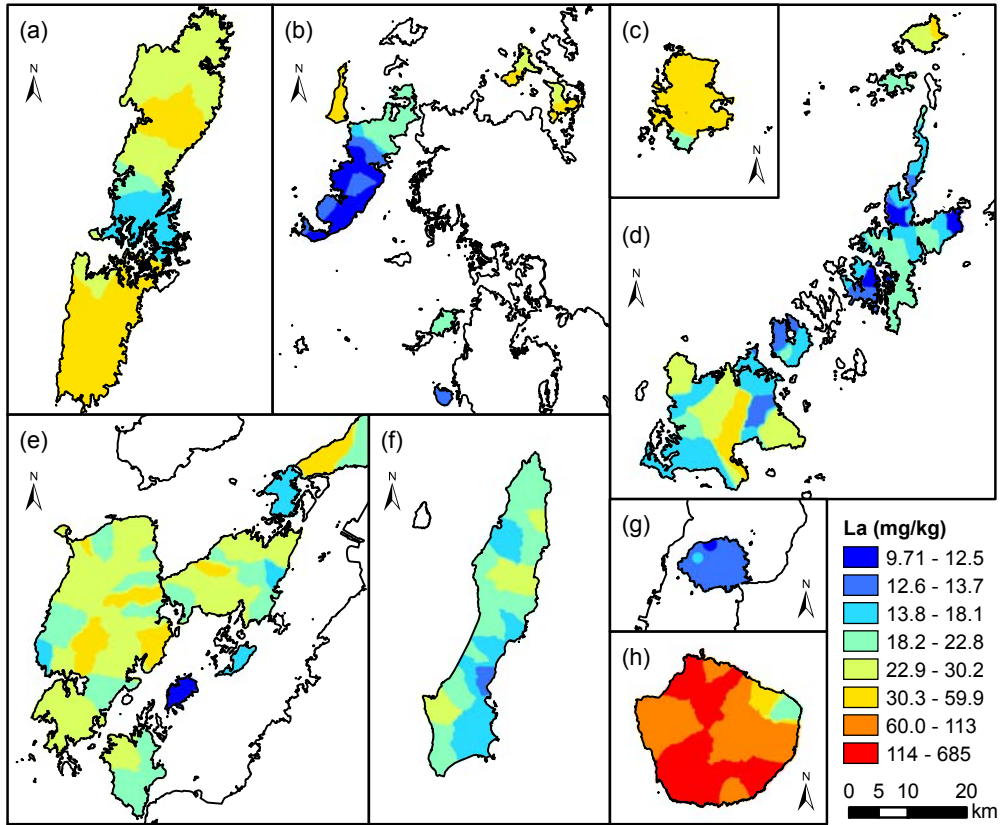 (a)
N
(b)
N
(c)
N
(d)
N
(e)
N
(f)
N
(g)
N
(h)
N
La (mg/kg)
9.71 - 12.5
12.6 - 13.7
13.8 - 18.1
18.2 - 22.8
22.9 - 30.2
30.3 - 59.9
60.0 - 113
114 - 685
0 10 20
km